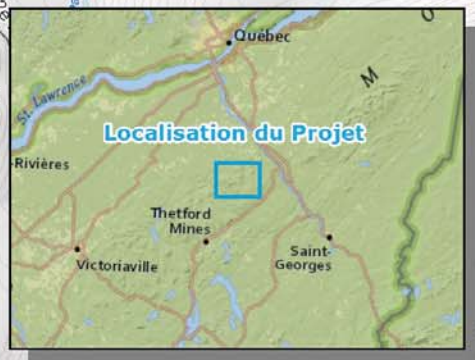 Québec
M O
St. Lawrence
Localisation du Projet
-Rivières
Thetford
Mines
Victoriaville
Saint-
Georges